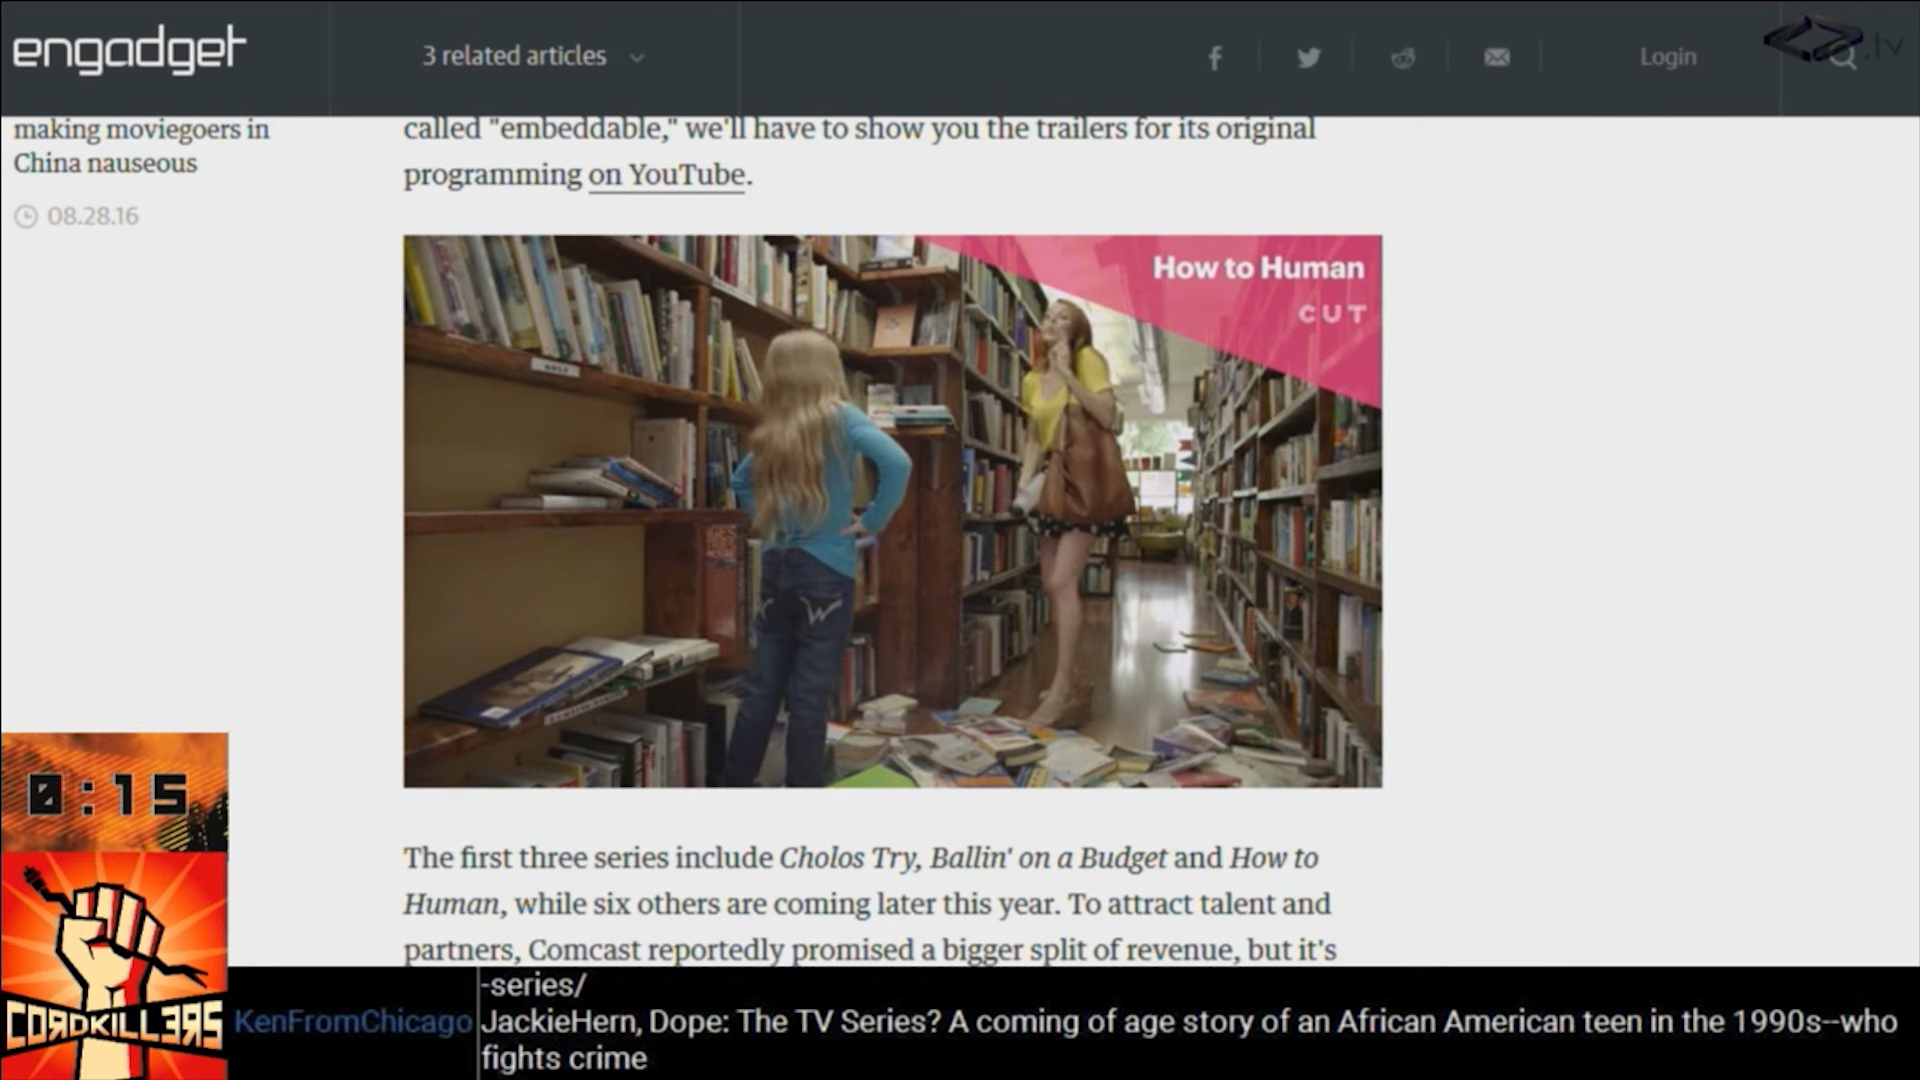 engadget
3 related articles
Login
.tv
making moviegoers in
China nauseous
08.28.16
called "embeddable," we'll have to show you the trailers for its original
programming on YouTube.
How to Human
CUT
The first three series include Cholos Try, Ballin' on a Budget and How to
Human, while six others are coming later this year. To attract talent and
partners, Comcast reportedly promised a bigger split of revenue, but it's
0:15
CORDKILLERS
KenFromChicago
-series/
JackieHern, Dope: The TV Series? A coming of age story of an African American teen in the 1990s--who
fights crime